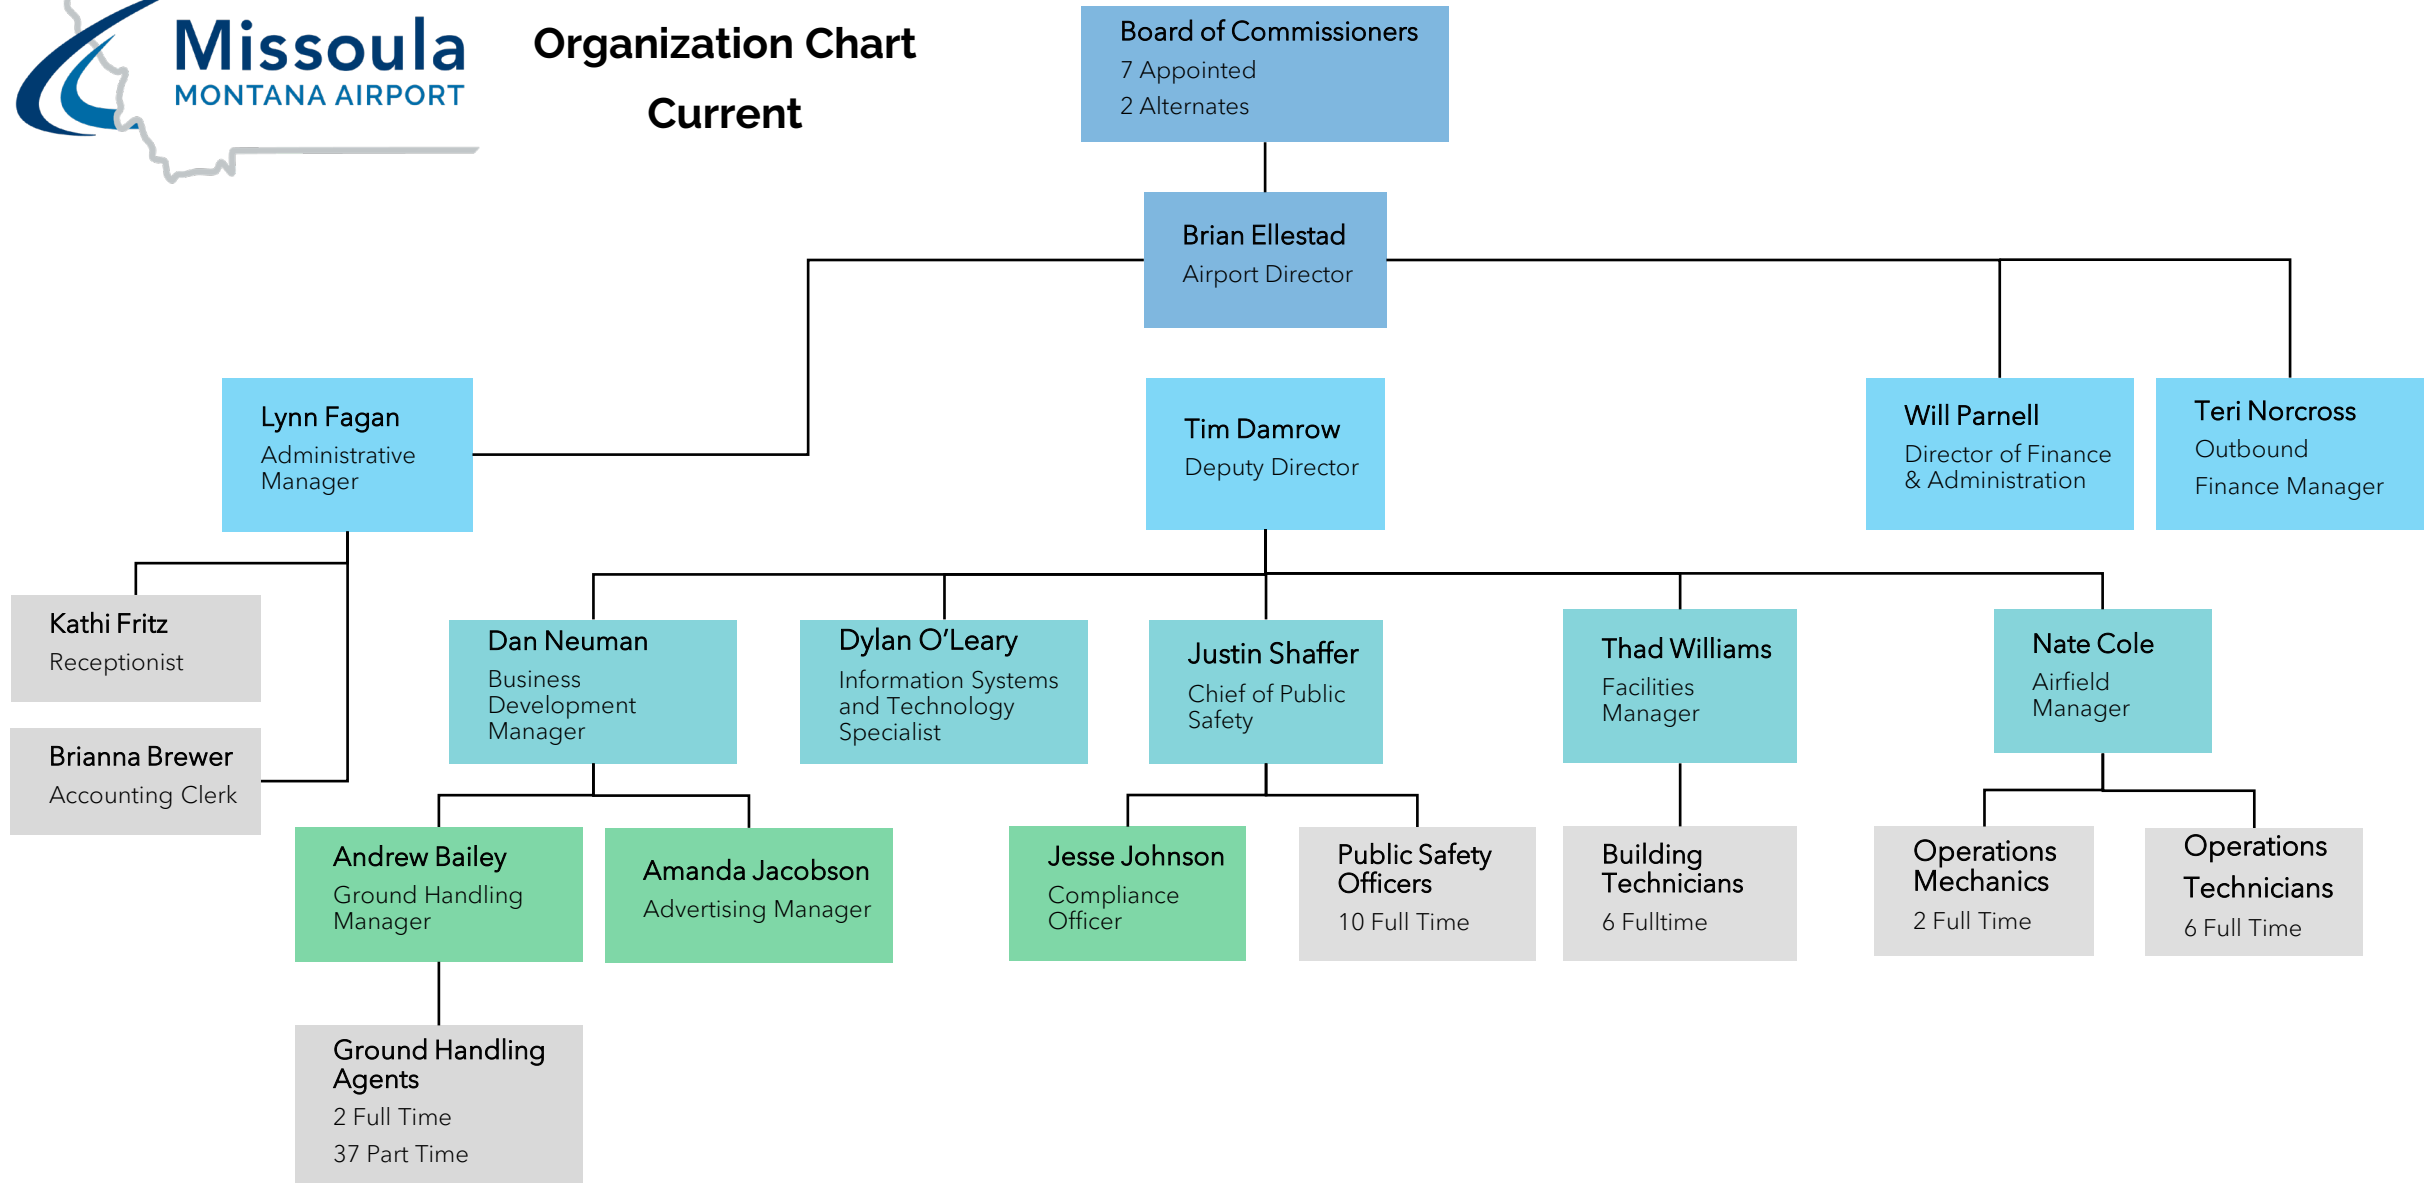 Missoula
MONTANA AIRPORT
Organization Chart
Current
Board of Commissioners
7 Appointed
2 Alternates
Brian Ellestad
Airport Director
Lynn Fagan
Administrative
Manager
Tim Damrow
Deputy Director
Will Parnell
Director of Finance
& Administration
Teri Norcross
Outbound
Finance Manager
Kathi Fritz
Receptionist
Brianna Brewer
Accounting Clerk
Dan Neuman
Business
Development
Manager
Dylan O’Leary
Information Systems
and Technology
Specialist
Justin Shaffer
Chief of Public
Safety
Thad Williams
Facilities
Manager
Nate Cole
Airfield
Manager
Andrew Bailey
Ground Handling
Manager
Amanda Jacobson
Advertising Manager
Jesse Johnson
Compliance
Officer
Public Safety
Officers
10 Full Time
Building
Technicians
6 Fulltime
Operations
Mechanics
2 Full Time
Operations
Technicians
6 Full Time
Ground Handling
Agents
2 Full Time
37 Part Time